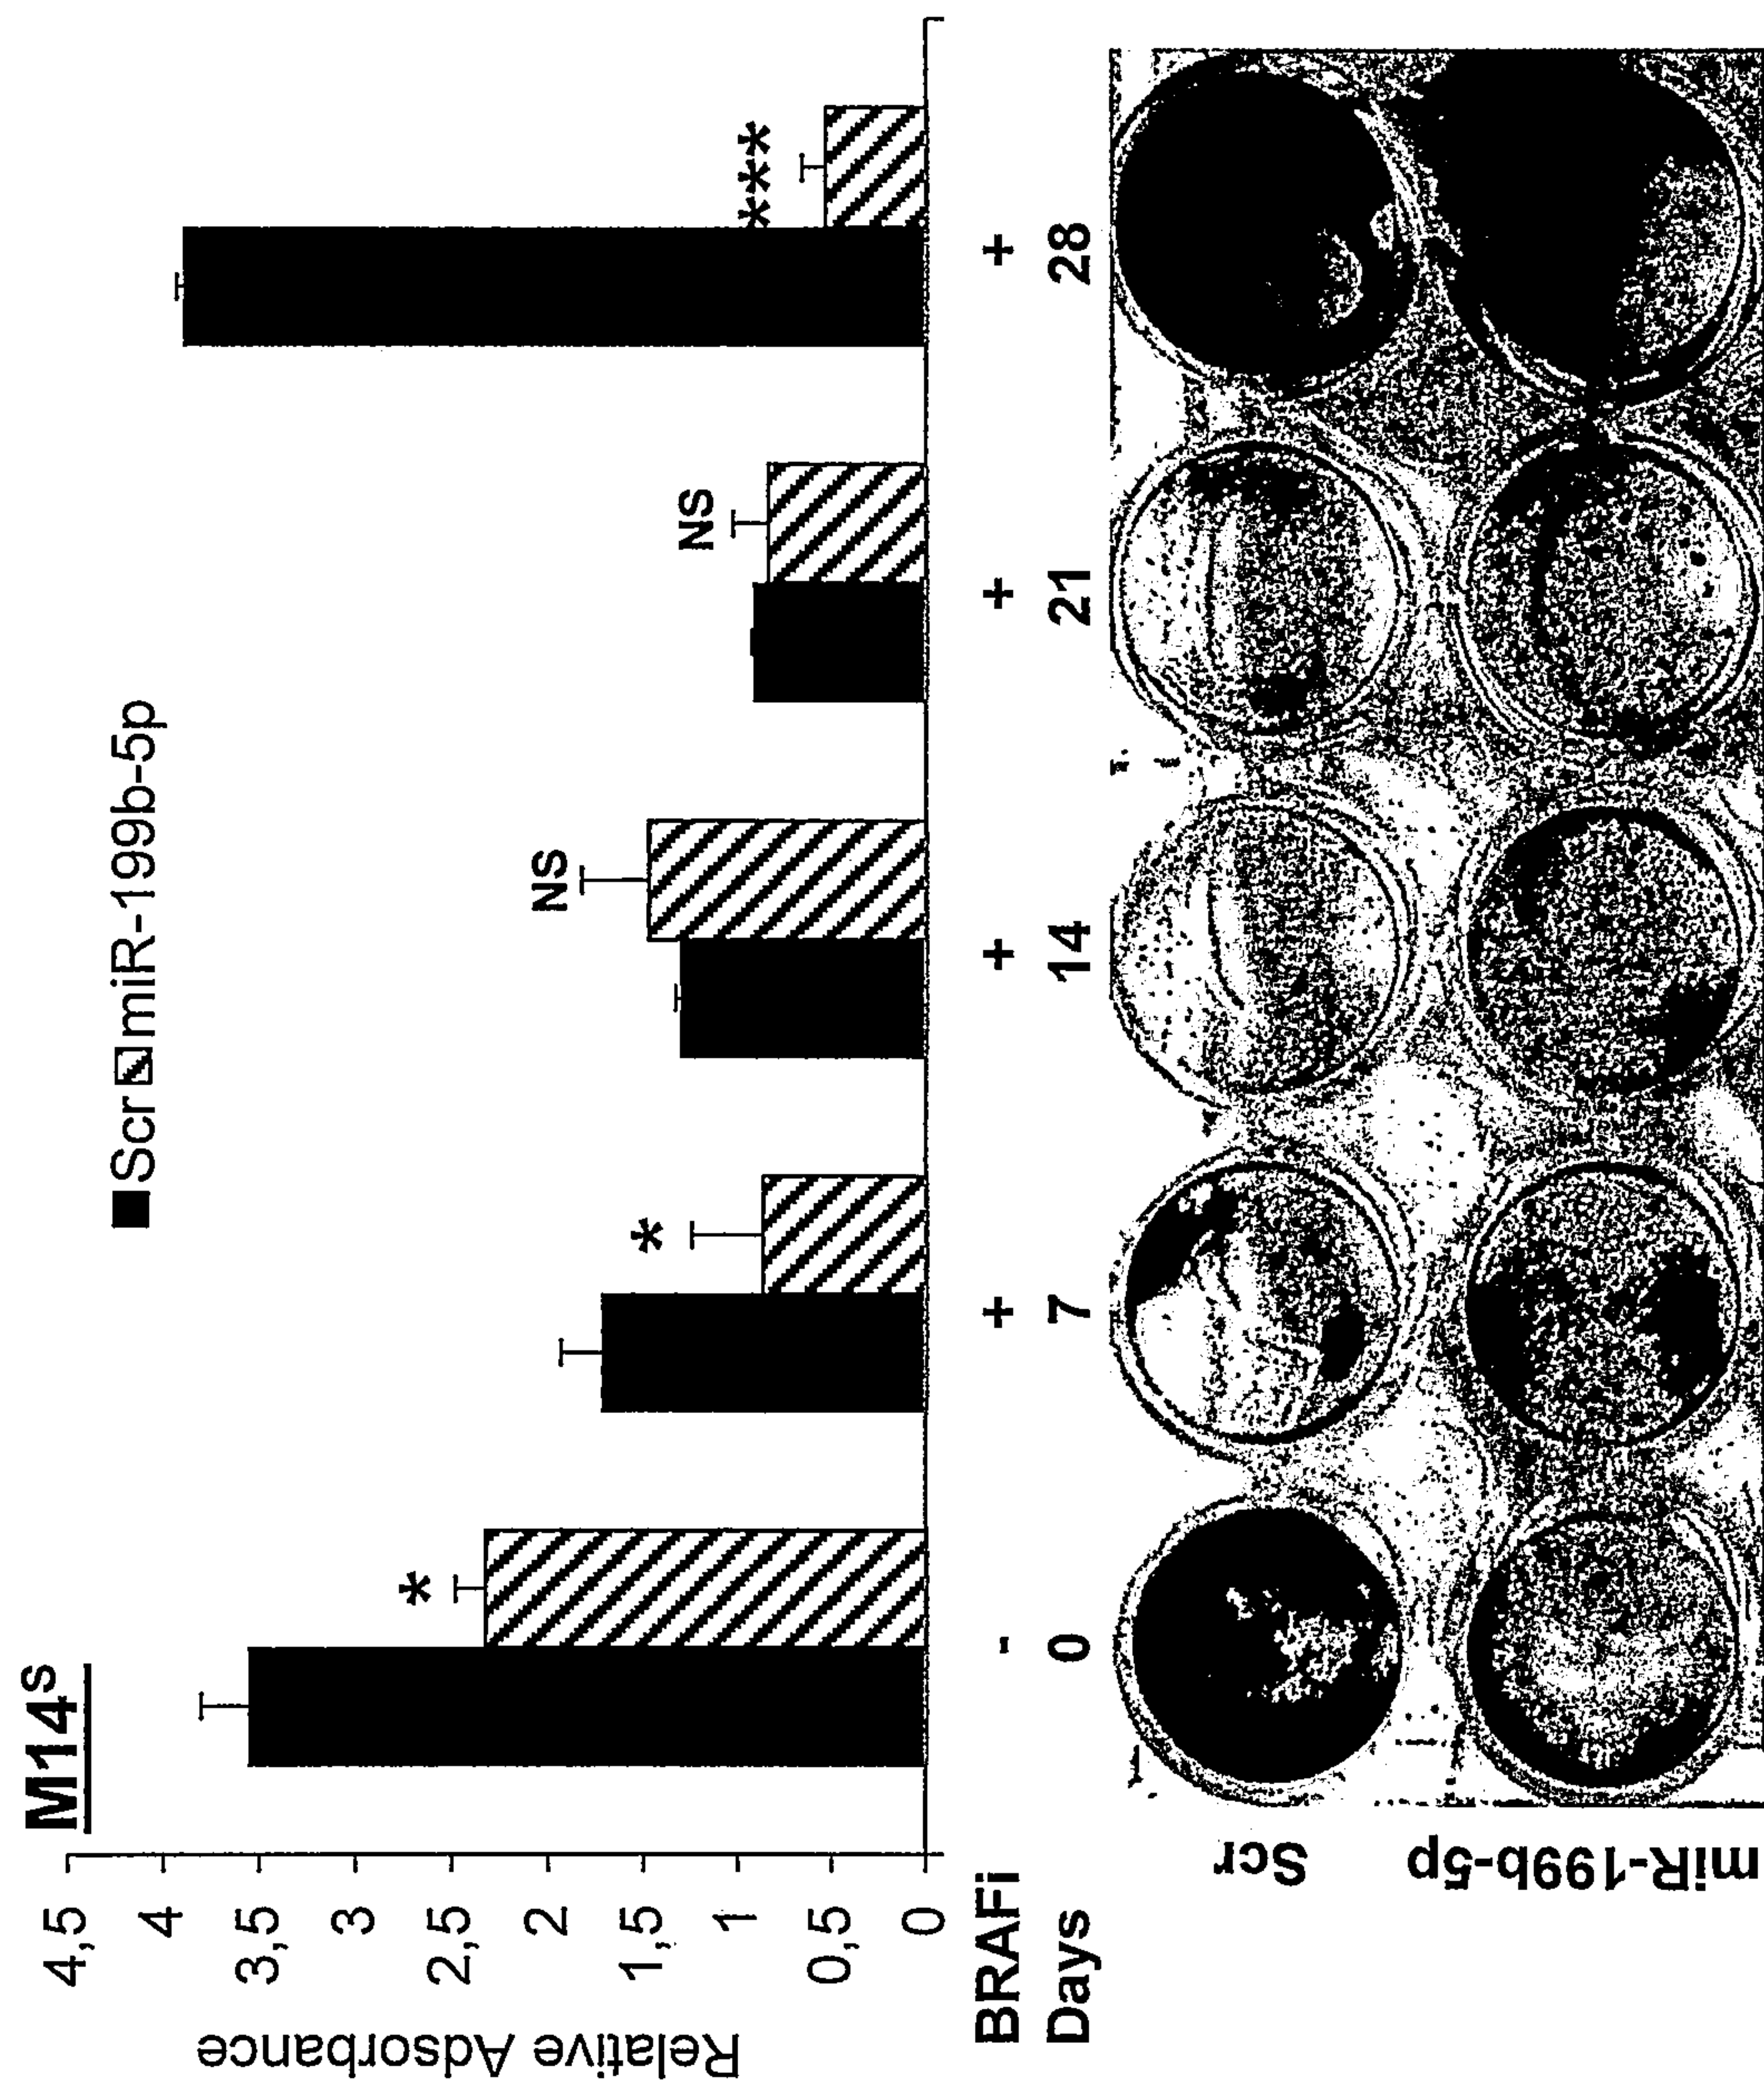 M14S
Scr miR-199b-5p
4,5
4
3,5
3
2,5
2
1,5
1
0,5
0
Relative Adsorbance
* * NS NS ***
BRAFi - + + + +
Days 0 7 14 21 28
Scr
miR-199b-5p